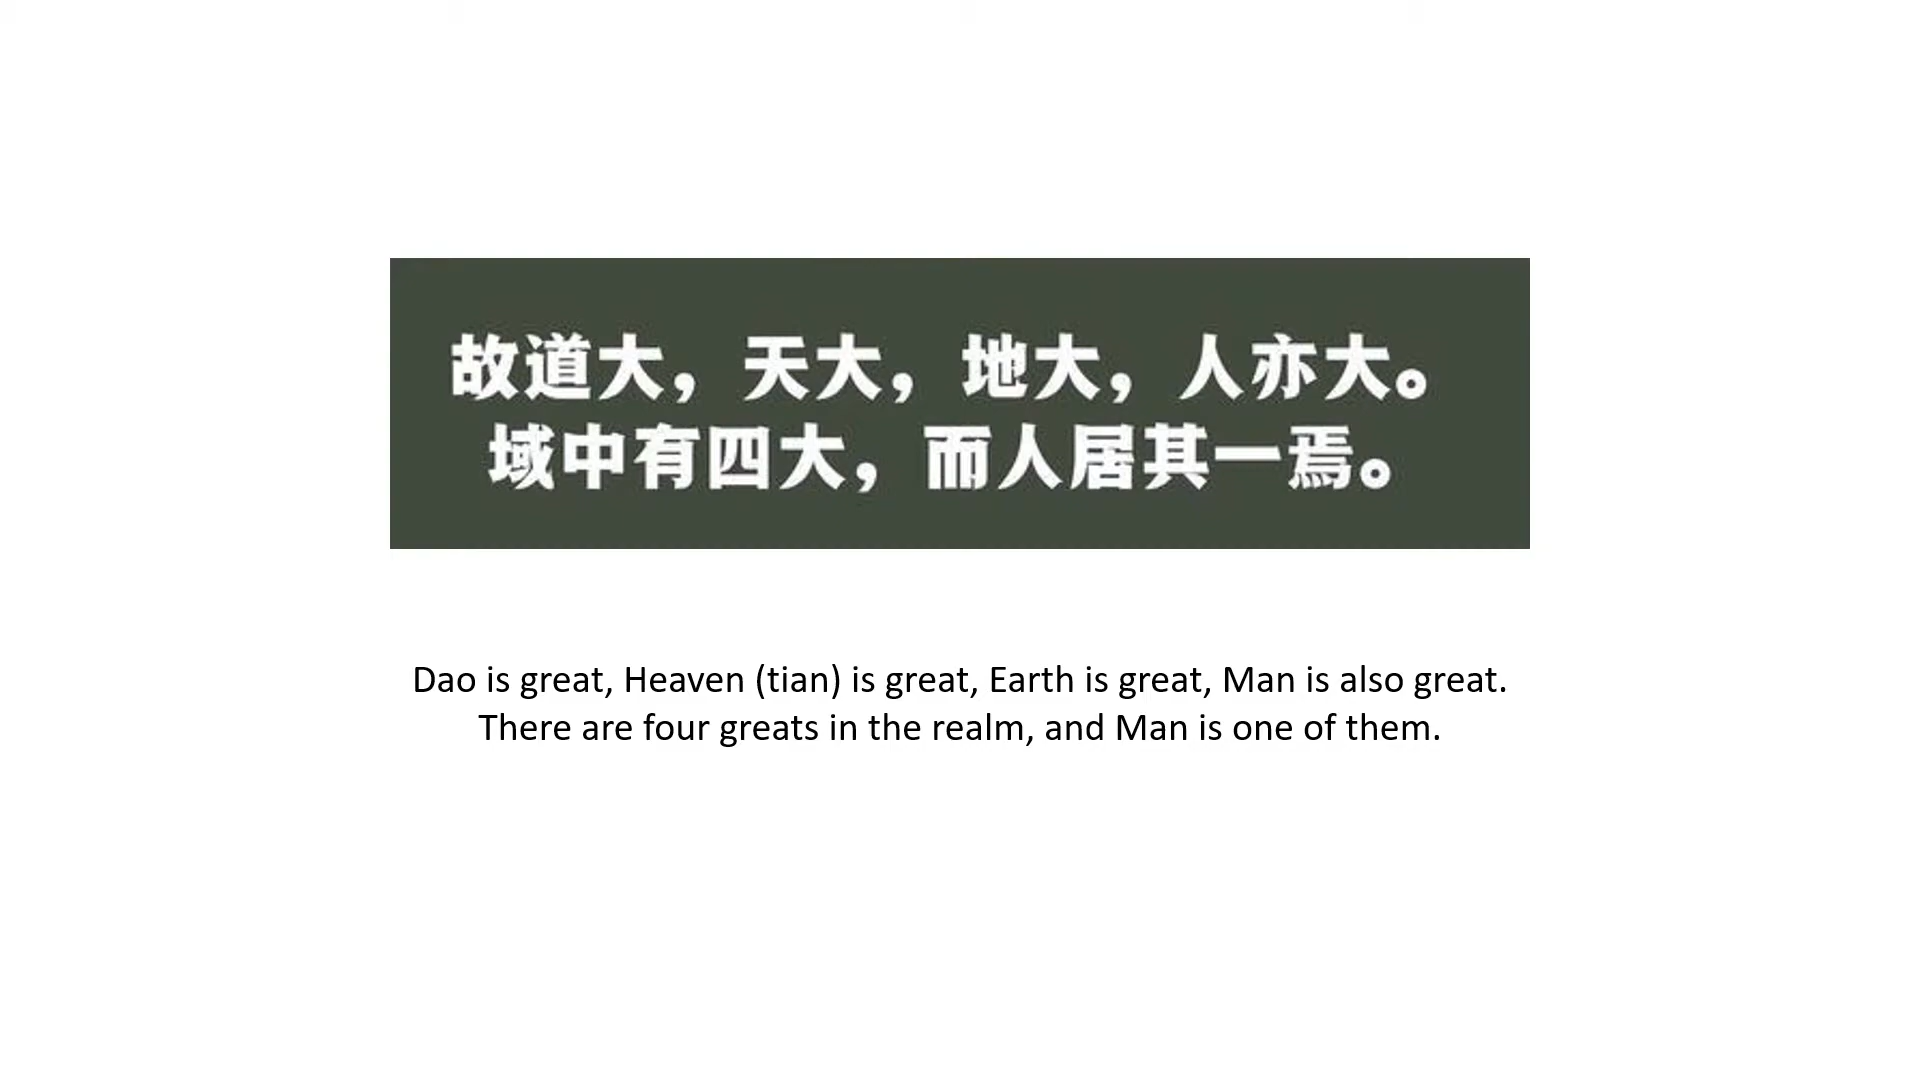 故道大，天大，地大，人亦大。
域中有四大，而人居其一焉。
Dao is great, Heaven (tian) is great, Earth is great, Man is also great.
There are four greats in the realm, and Man is one of them.